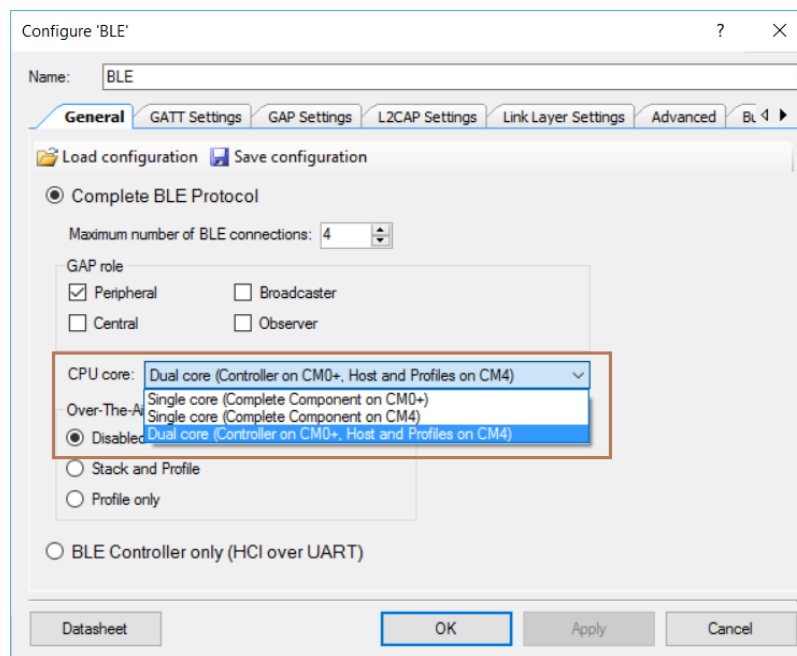 Configure 'BLE'
?
Name: BLE
General GATT Settings GAP Settings L2CAP Settings Link Layer Settings Advanced
Load configuration Save configuration
Complete BLE Protocol
Maximum number of BLE connections: 4
GAP role
Peripheral Broadcaster
Central Observer
CPU core: Dual core (Controller on CM0+, Host and Profiles on CM4)
Single core (Complete Component on CM0+)
Single core (Complete Component on CM4)
Dual core (Controller on CM0+, Host and Profiles on CM4)
Disabled
Stack and Profile
Profile only
BLE Controller only (HCI over UART)
Datasheet OK Apply Cancel